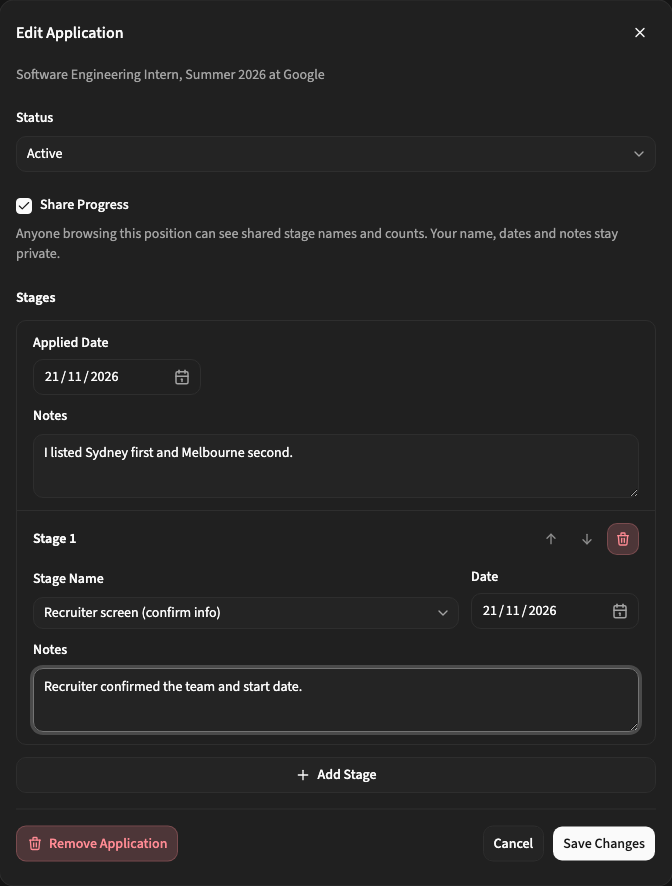 Edit Application
Software Engineering Intern, Summer 2026 at Google
Status
Active
Share Progress
Anyone browsing this position can see shared stage names and counts. Your name, dates and notes stay
private.
Stages
Applied Date
21/11/2026
Notes
I listed Sydney first and Melbourne second.
Stage 1
Stage Name
Date
Recruiter screen (confirm info)
21/11/2026
Notes
Recruiter confirmed the team and start date.
Add Stage
Remove Application
Cancel
Save Changes